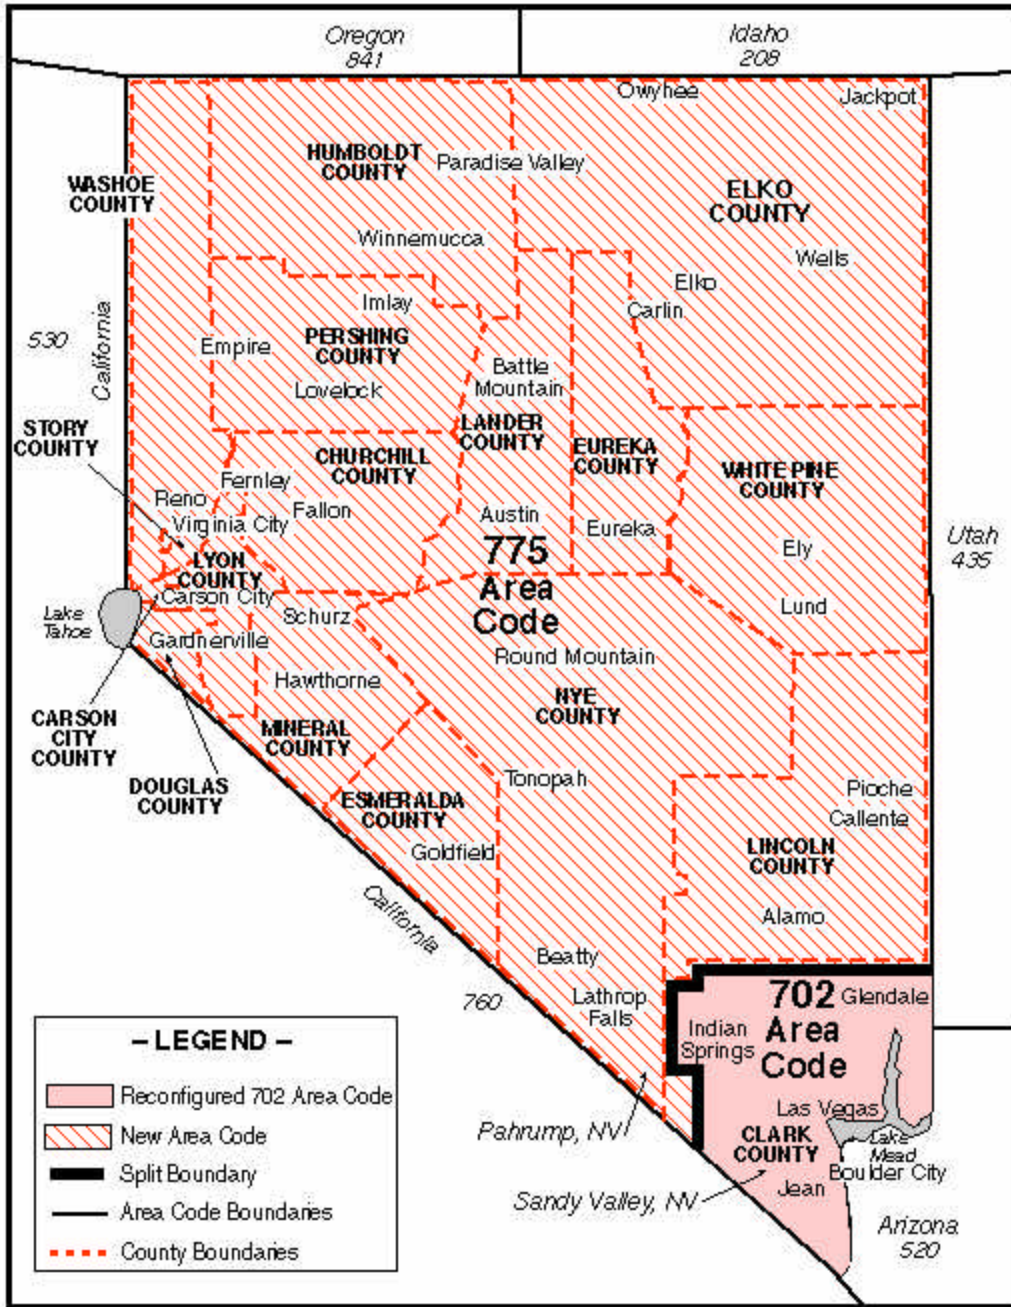 Oregon
841
Idaho
208
Owyhee
Jackpot
HUMBOLDT
COUNTY
Paradise Valley
WASHOE
COUNTY
ELKO
COUNTY
Winnemucca
Wells
Elko
Imlay
Carlin
California
530
PERSHING
COUNTY
Empire
Battle
Mountain
Lovelock
STORY
COUNTY
LANDER
COUNTY
CHURCHILL
COUNTY
EUREKA
COUNTY
WHITE PINE
COUNTY
Fernley
Reno
Fallon
Virginia City
Austin
Eureka
Utah
435
775
Area
Code
Ely
LYON
COUNTY
Carson City
Lake
Tahoe
Schurz
Lund
Gardnerville
Round Mountain
Hawthorne
NYE
COUNTY
CARSON
CITY
COUNTY
MINERAL
COUNTY
DOUGLAS
COUNTY
Tonopah
Pioche
ESMERALDA
COUNTY
Callente
Goldfield
LINCOLN
COUNTY
California
Alamo
Beatty
760
Lathrop
Falls
702
Area
Code
Glendale
Indian
Springs
– LEGEND –
Reconfigured 702 Area Code
New Area Code
Split Boundary
Area Code Boundaries
County Boundaries
Las Vegas
Pahrump, NV
CLARK
COUNTY
Lake
Mead
Boulder City
Sandy Valley, NV
Jean
Arizona
520